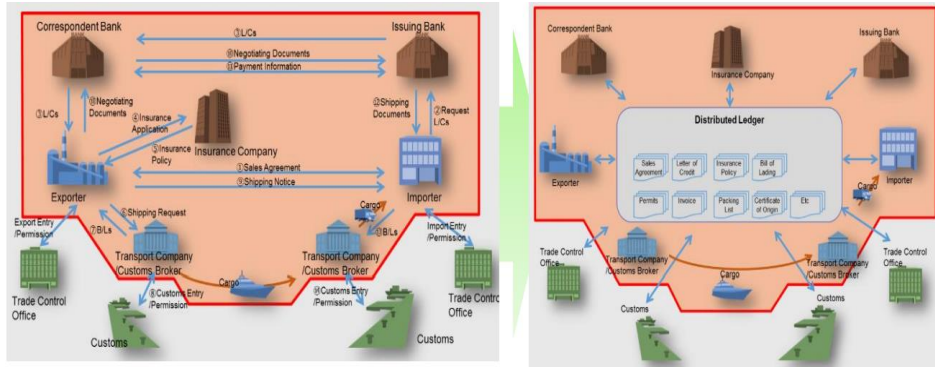 Correspondent Bank
Issuing Bank
③L/Cs
⑩Negotiating Documents
⑬Payment Information
③L/Cs
⑩Negotiating
Documents
④Insurance
Application
⑤Insurance
Policy
Insurance Company
⑫Shipping
Documents
②Request
L/Cs
①Sales Agreement
⑨Shipping Notice
Exporter
Importer
Export Entry
/Permission
⑥Shipping Request
⑦B/Ls
Cargo
B/Ls
Import Entry
/Permission
Transport Company
/Customs Broker
Transport Company
/Customs Broker
Trade Control
Office
⑧Customs Entry
/Permission
Cargo
⑭Customs Entry
/Permission
Trade Control
Office
Customs
Customs
Correspondent Bank
Insurance Company
Issuing Bank
Distributed Ledger
Sales
Agreement
Letter of
Credit
Insurance
Policy
Bill of
Lading
Permits
Invoice
Packing
List
Certificate
of Origin
Etc
Exporter
Importer
Cargo
Trade Control
Office
Transport Company
/Customs Broker
Cargo
Transport Company
/Customs Broker
Trade Control
Office
Customs
Customs